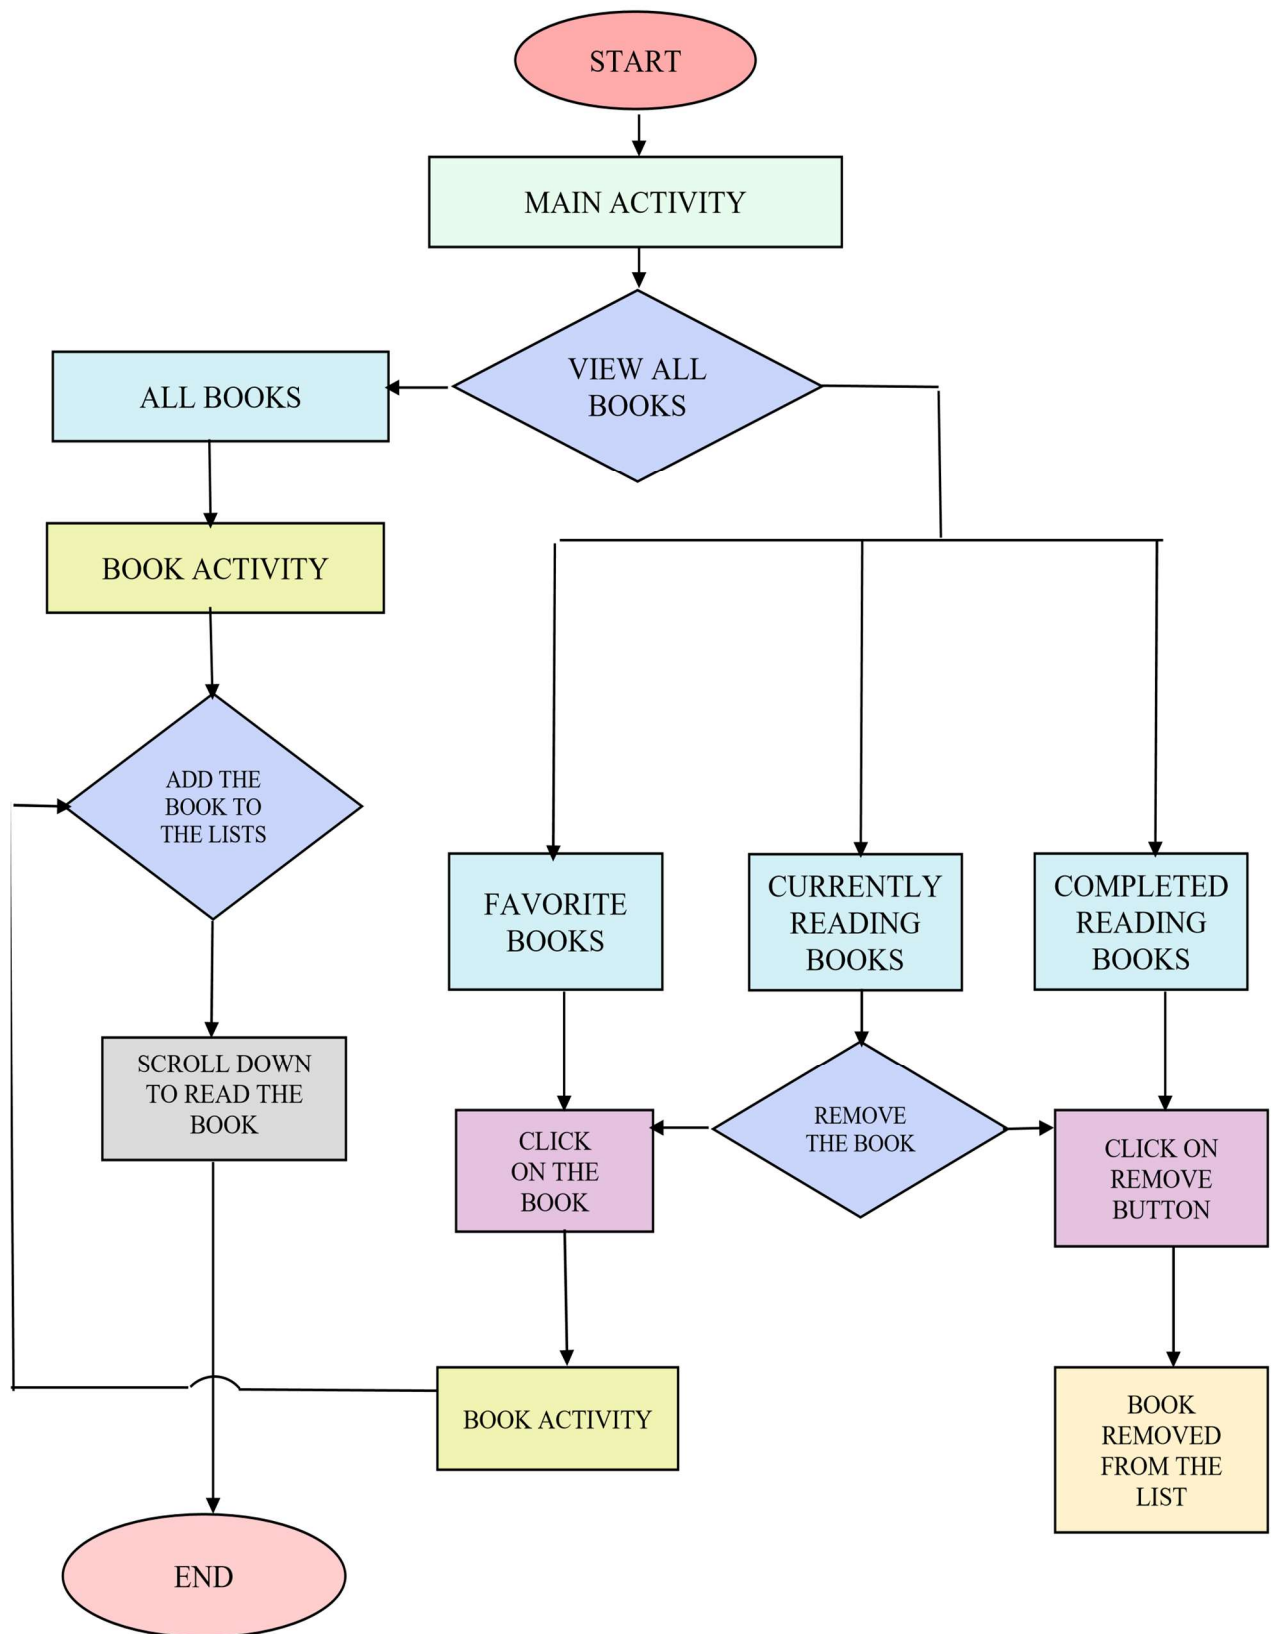 START
MAIN ACTIVITY
VIEW ALL
BOOKS
ALL BOOKS
BOOK ACTIVITY
ADD THE
BOOK TO
THE LISTS
FAVORITE
BOOKS
CURRENTLY
READING
BOOKS
COMPLETED
READING
BOOKS
SCROLL DOWN
TO READ THE
BOOK
CLICK
ON THE
BOOK
REMOVE
THE BOOK
CLICK ON
REMOVE
BUTTON
BOOK ACTIVITY
BOOK
REMOVED
FROM THE
LIST
END